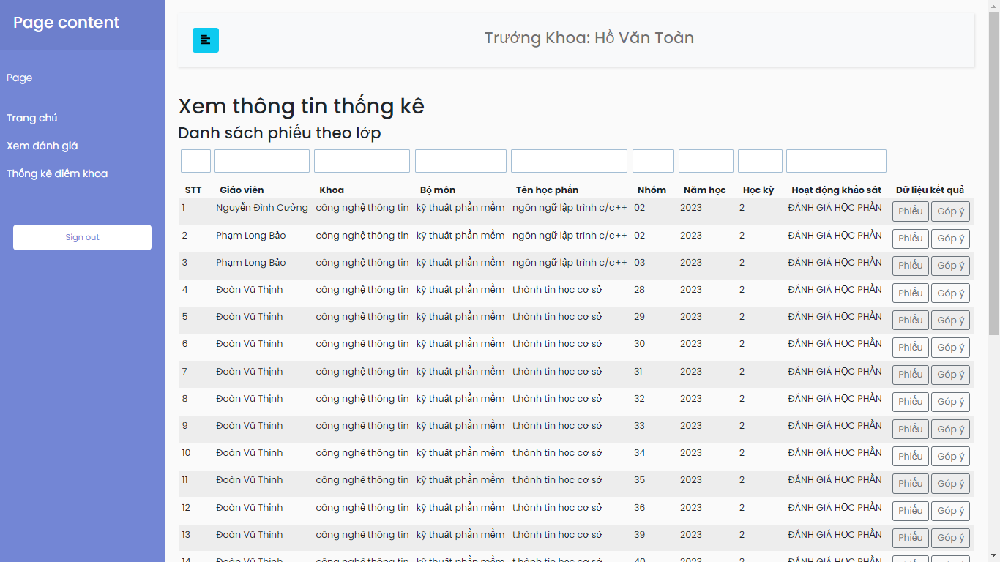 Page content
Page
Trang chủ
Xem đánh giá
Thống kê điểm khoa
Sign out
Trưởng Khoa: Hồ Văn Toàn
Xem thông tin thống kê
Danh sách phiếu theo lớp
STT Giáo viên Khoa Bộ môn Tên học phần Nhóm Năm học Học kỳ Hoạt động khảo sát Dữ liệu kết quả
1 Nguyễn Đình Cường công nghệ thông tin kỹ thuật phần mềm ngôn ngữ lập trình c/c++ 02 2023 2 ĐÁNH GIÁ HỌC PHẦN Phiếu Góp ý
2 Phạm Long Bảo công nghệ thông tin kỹ thuật phần mềm ngôn ngữ lập trình c/c++ 02 2023 2 ĐÁNH GIÁ HỌC PHẦN Phiếu Góp ý
3 Phạm Long Bảo công nghệ thông tin kỹ thuật phần mềm ngôn ngữ lập trình c/c++ 03 2023 2 ĐÁNH GIÁ HỌC PHẦN Phiếu Góp ý
4 Đoàn Vũ Thịnh công nghệ thông tin kỹ thuật phần mềm t.hành tin học cơ sở 28 2023 2 ĐÁNH GIÁ HỌC PHẦN Phiếu Góp ý
5 Đoàn Vũ Thịnh công nghệ thông tin kỹ thuật phần mềm t.hành tin học cơ sở 29 2023 2 ĐÁNH GIÁ HỌC PHẦN Phiếu Góp ý
6 Đoàn Vũ Thịnh công nghệ thông tin kỹ thuật phần mềm t.hành tin học cơ sở 30 2023 2 ĐÁNH GIÁ HỌC PHẦN Phiếu Góp ý
7 Đoàn Vũ Thịnh công nghệ thông tin kỹ thuật phần mềm t.hành tin học cơ sở 31 2023 2 ĐÁNH GIÁ HỌC PHẦN Phiếu Góp ý
8 Đoàn Vũ Thịnh công nghệ thông tin kỹ thuật phần mềm t.hành tin học cơ sở 32 2023 2 ĐÁNH GIÁ HỌC PHẦN Phiếu Góp ý
9 Đoàn Vũ Thịnh công nghệ thông tin kỹ thuật phần mềm t.hành tin học cơ sở 33 2023 2 ĐÁNH GIÁ HỌC PHẦN Phiếu Góp ý
10 Đoàn Vũ Thịnh công nghệ thông tin kỹ thuật phần mềm t.hành tin học cơ sở 34 2023 2 ĐÁNH GIÁ HỌC PHẦN Phiếu Góp ý
11 Đoàn Vũ Thịnh công nghệ thông tin kỹ thuật phần mềm t.hành tin học cơ sở 35 2023 2 ĐÁNH GIÁ HỌC PHẦN Phiếu Góp ý
12 Đoàn Vũ Thịnh công nghệ thông tin kỹ thuật phần mềm t.hành tin học cơ sở 36 2023 2 ĐÁNH GIÁ HỌC PHẦN Phiếu Góp ý
13 Đoàn Vũ Thịnh công nghệ thông tin kỹ thuật phần mềm t.hành tin học cơ sở 39 2023 2 ĐÁNH GIÁ HỌC PHẦN Phiếu Góp ý
14 Đoàn Vũ Thịnh công nghệ thông tin kỹ thuật phần mềm t.hành tin học cơ sở 40 2023 2 ĐÁNH GIÁ HỌC PHẦN Phiếu Góp ý